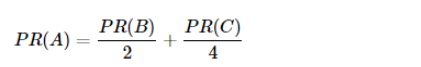 PR(A) = PR(B)/2 + PR(C)/4